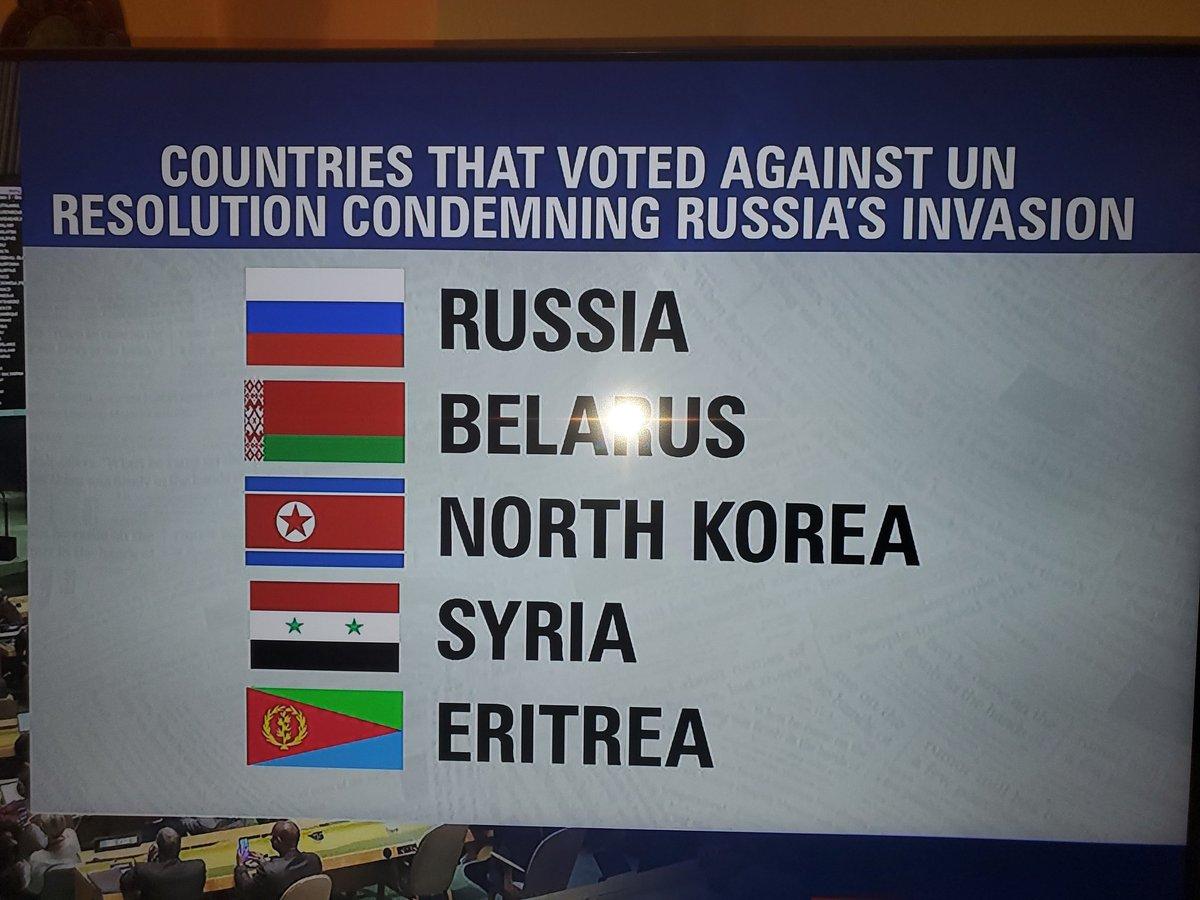 COUNTRIES THAT VOTED AGAINST UN
RESOLUTION CONDEMNING RUSSIA'S INVASION
RUSSIA
BELARUS
NORTH KOREA
SYRIA
ERITREA